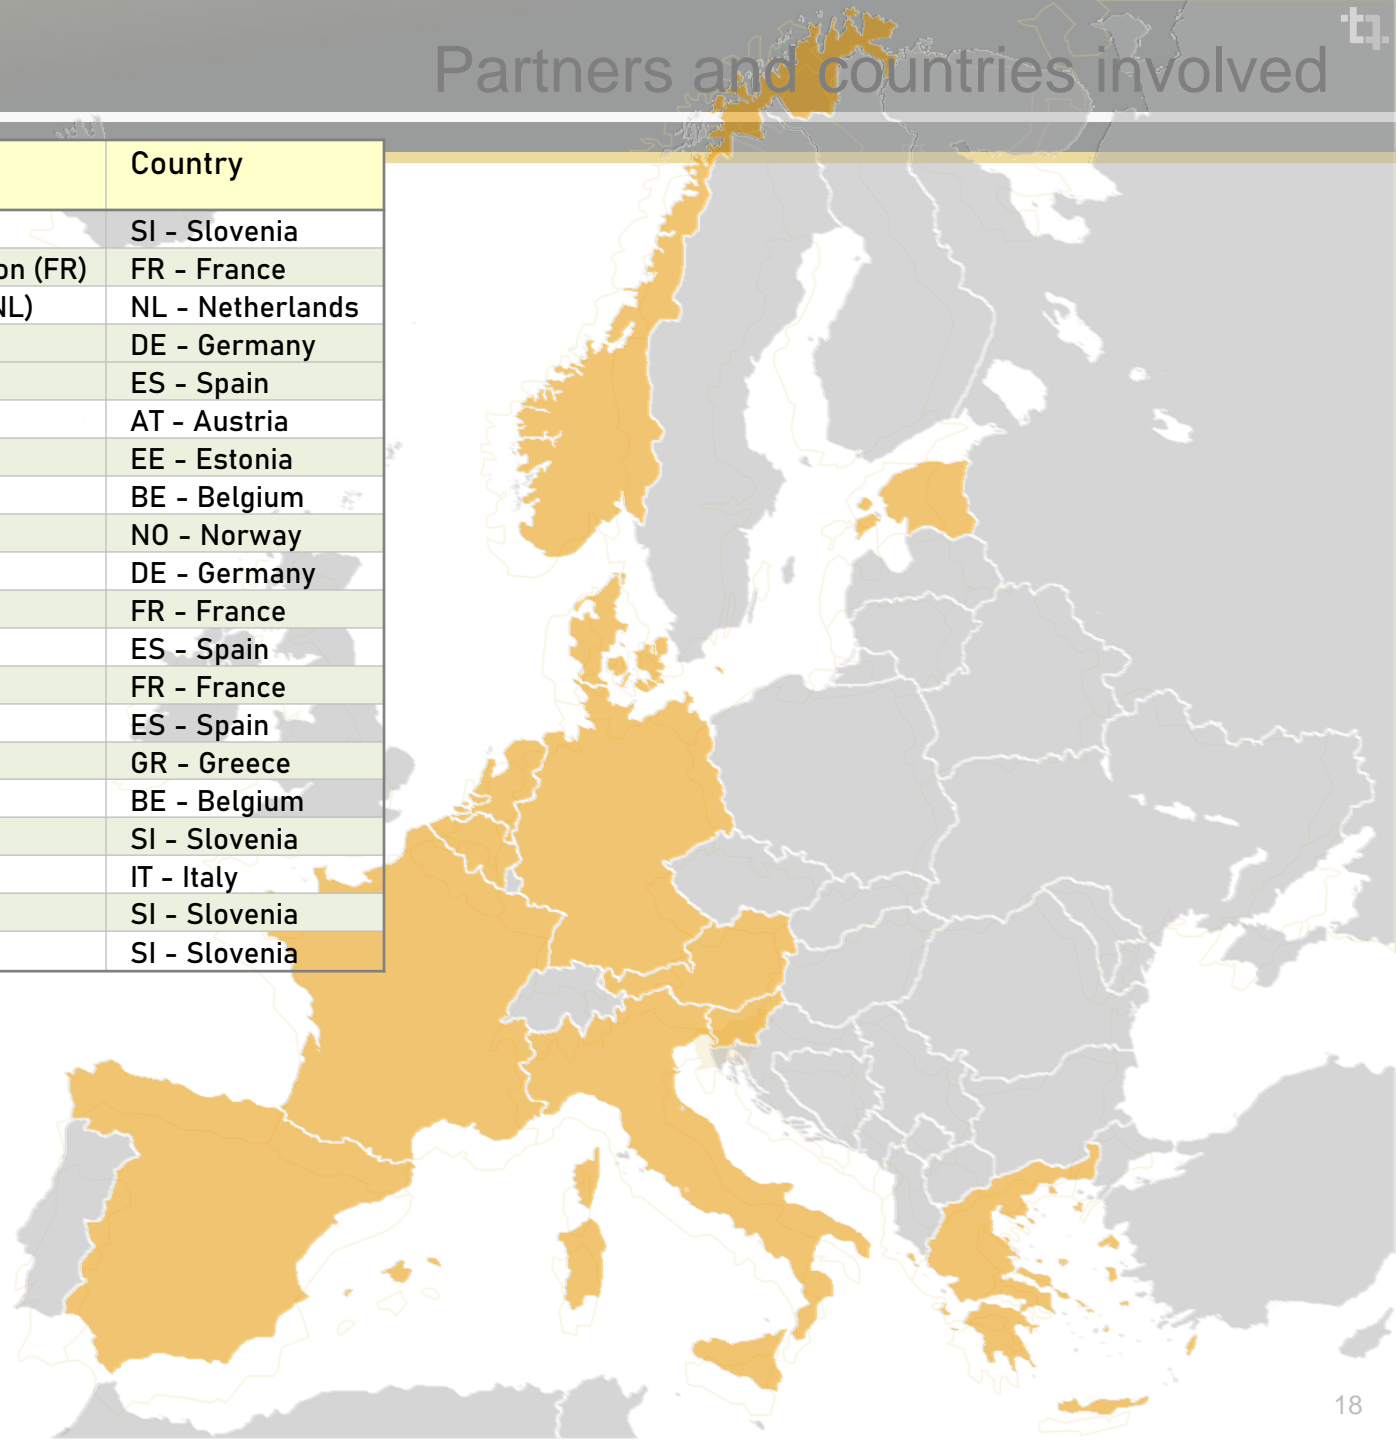 Partners and countries involved
Country
SI - Slovenia
on (FR) FR - France
NL) NL - Netherlands
DE - Germany
ES - Spain
AT - Austria
EE - Estonia
BE - Belgium
NO - Norway
DE - Germany
FR - France
ES - Spain
FR - France
ES - Spain
GR - Greece
BE - Belgium
SI - Slovenia
IT - Italy
SI - Slovenia
SI - Slovenia
18